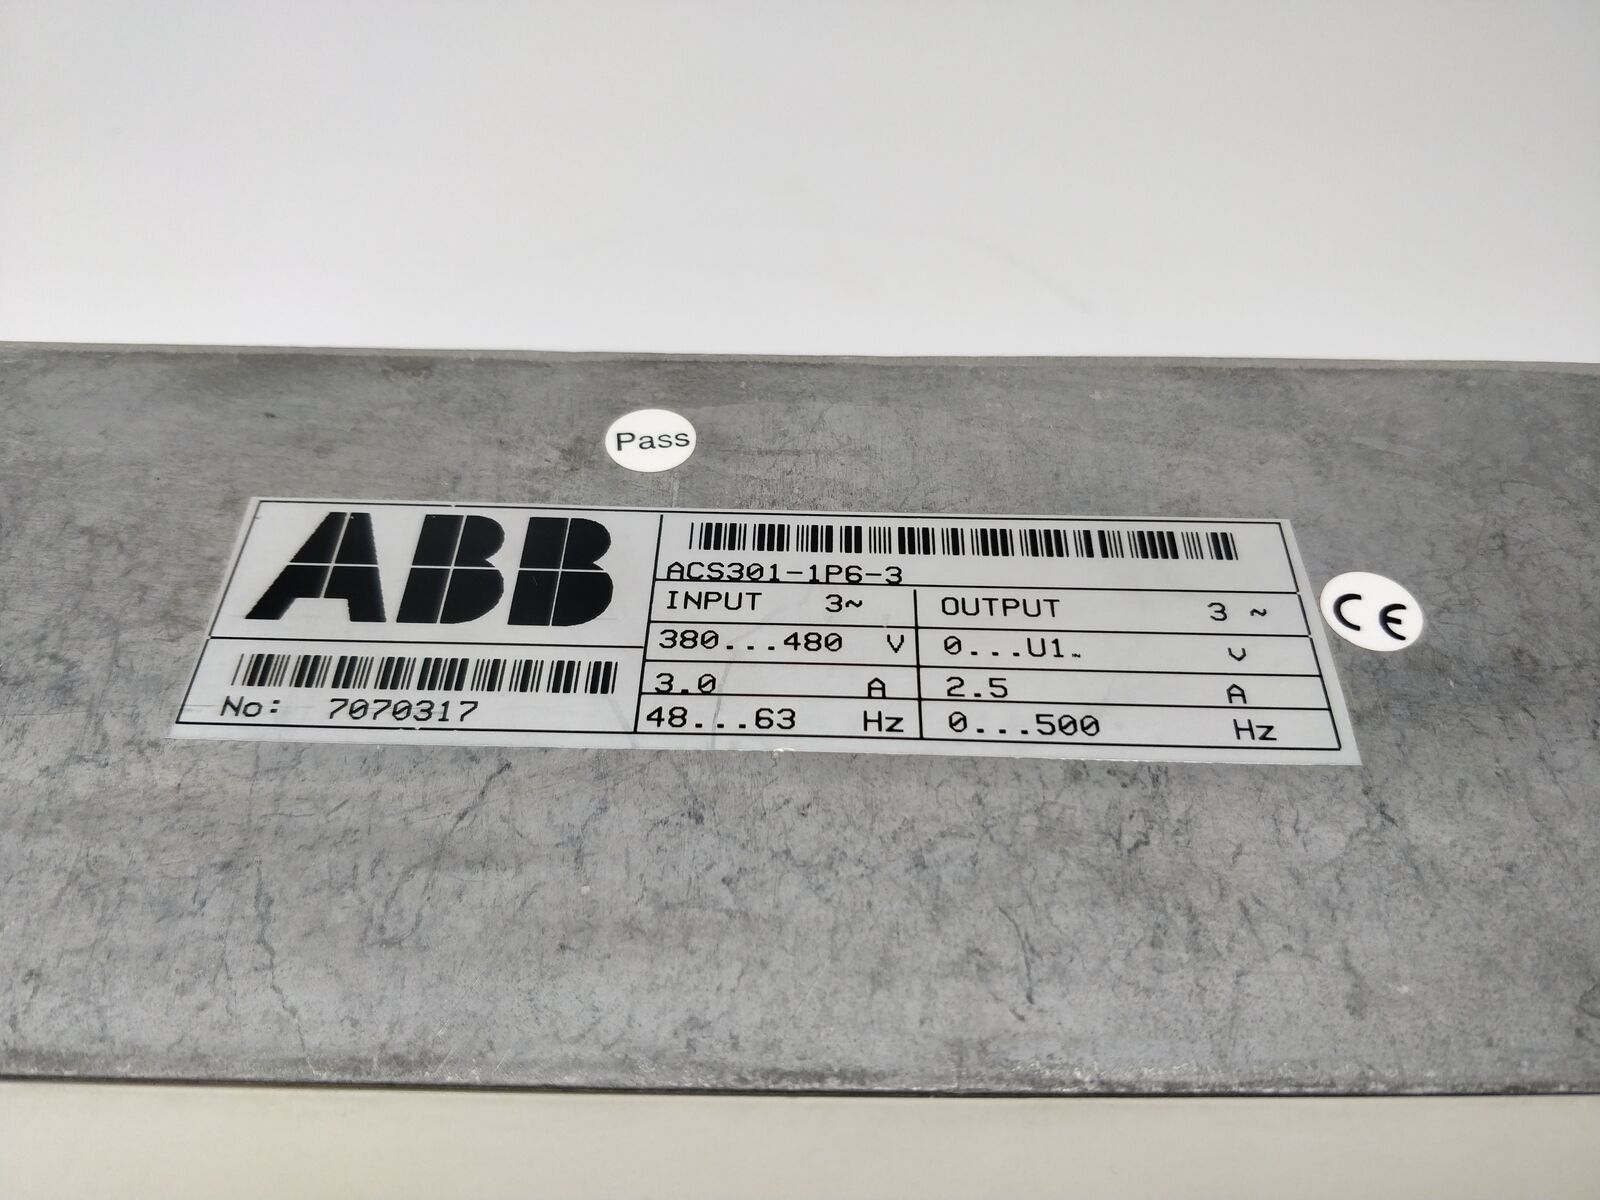 Pass
ABB
ACS301-1P6-3
INPUT 3~ OUTPUT 3 ~
380...480 V 0...U1~ V
3.0 A 2.5 A
48...63 Hz 0...500 Hz
No: 7070317
CE